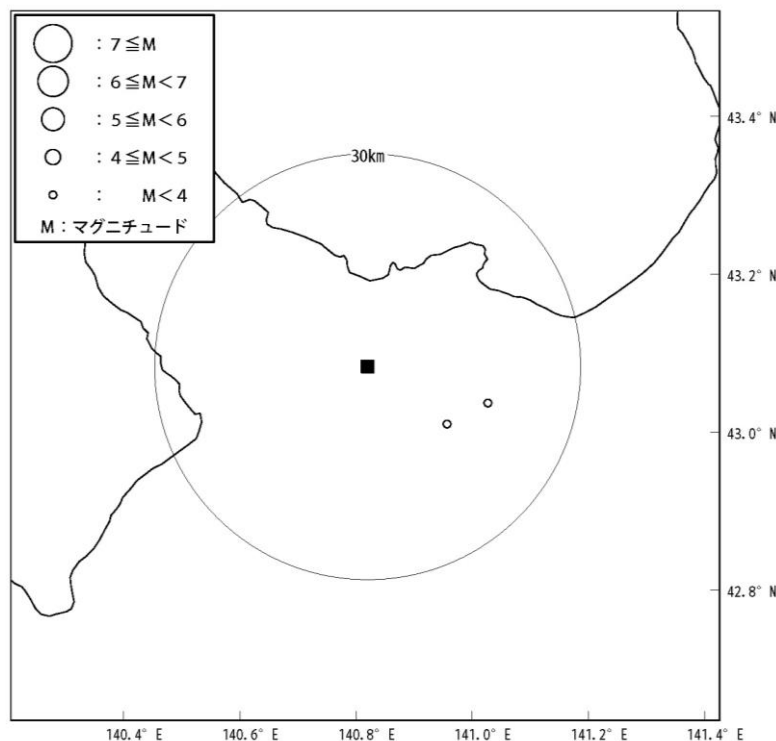 ：7≦M
：6≦M<7
：5≦M<6
：4≦M<5
：　M<4
M：マグニチュード
30km
43.4° N
43.2° N
43.0° N
42.8° N
140.4° E
140.6° E
140.8° E
141.0° E
141.2° E
141.4° E